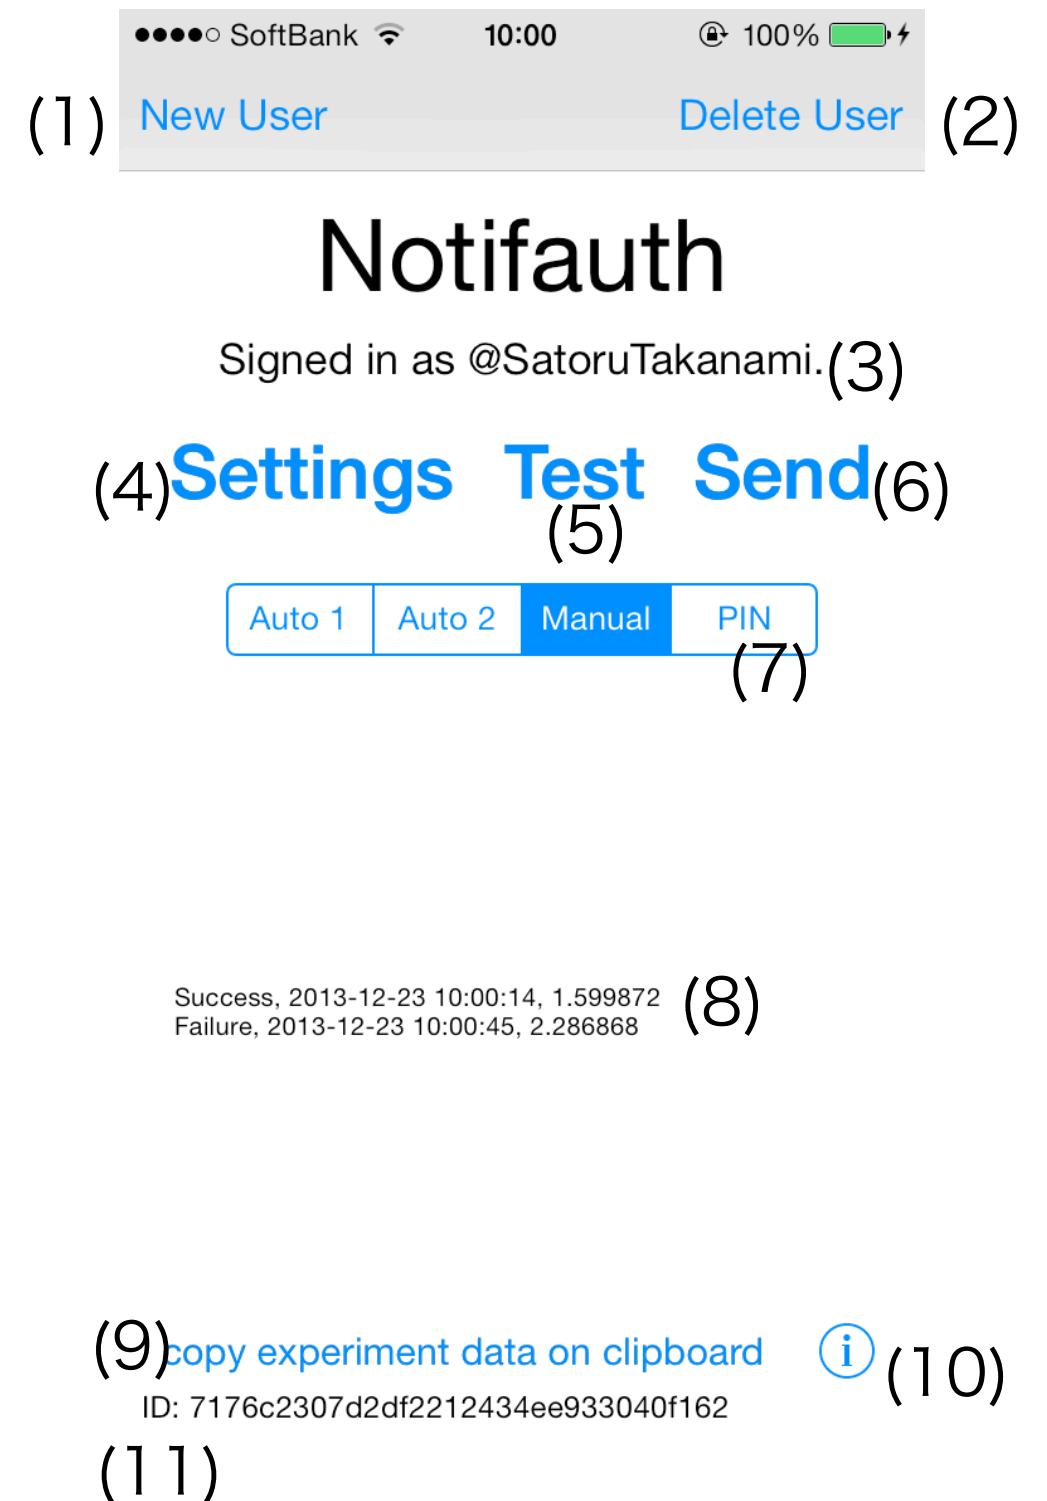 SoftBank 10:00 100%
(1) New User Delete User (2)
Notifauth
Signed in as @SatoruTakanami. (3)
(4) Settings Test Send (6)
(5)
Auto 1 Auto 2 Manual PIN
(7)
Success, 2013-12-23 10:00:14, 1.599872 (8)
Failure, 2013-12-23 10:00:45, 2.286868
(9) copy experiment data on clipboard i (10)
ID: 7176c2307d2df2212434ee933040f162
(11)